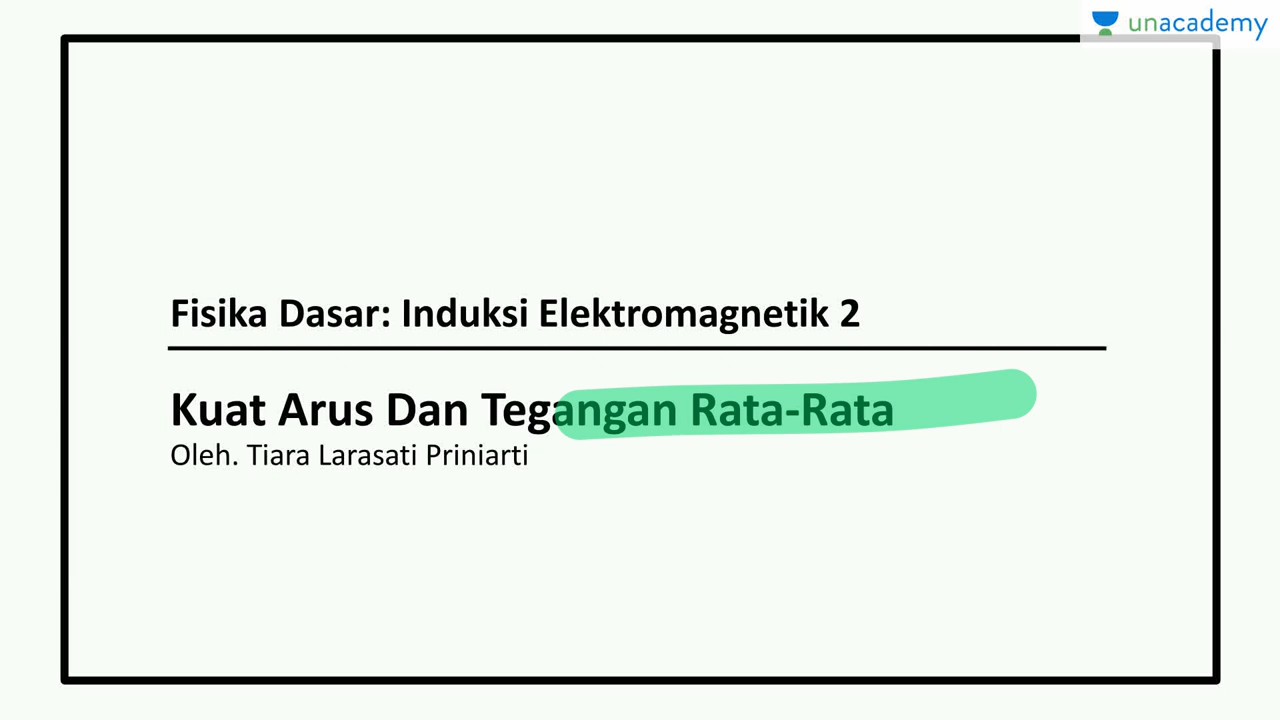 unacademy
Fisika Dasar: Induksi Elektromagnetik 2
Kuat Arus Dan Tegangan Rata-Rata
Oleh. Tiara Larasati Priniarti